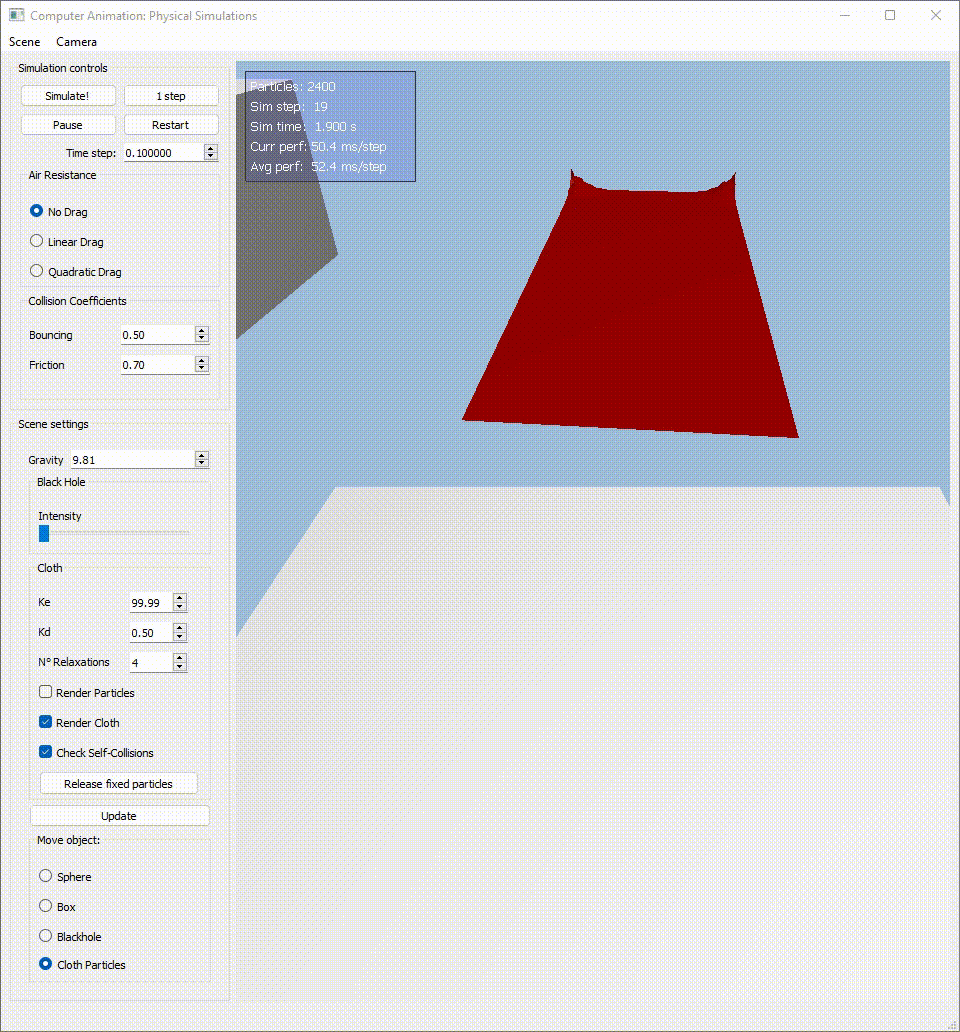 Computer Animation: Physical Simulations
Scene Camera
Simulation controls
Simulate! 1 step
Pause Restart
Time step: 0.100000
Air Resistance
No Drag
Linear Drag
Quadratic Drag
Collision Coefficients
Bouncing 0.50
Friction 0.70
Scene settings
Gravity 9.81
Black Hole
Intensity
Cloth
Ke 99.99
Kd 0.50
Nº Relaxations 4
Render Particles
Render Cloth
Check Self-Collisions
Release fixed particles
Update
Move object:
Sphere
Box
Blackhole
Cloth Particles
Particles: 2400
Sim step: 19
Sim time: 1.900 s
Curr perf: 50.4 ms/step
Avg perf: 52.4 ms/step